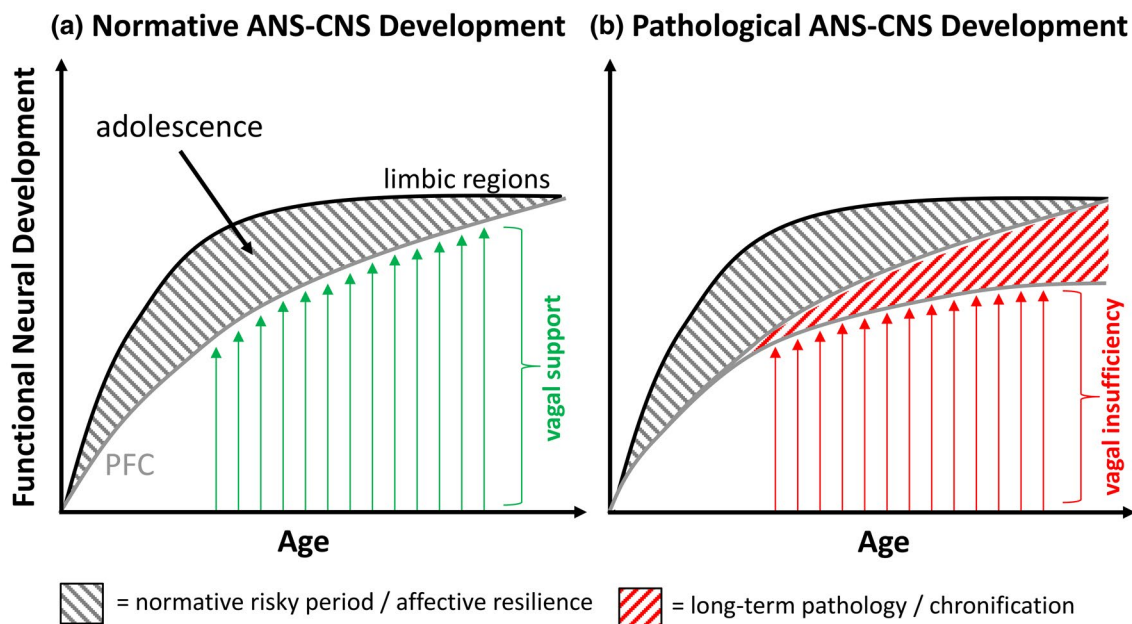 (a) Normative ANS-CNS Development
(b) Pathological ANS-CNS Development
Functional Neural Development
adolescence
limbic regions
PFC
vagal support
Age
vagal insufficiency
Age
= normative risky period / affective resilience
= long-term pathology / chronification